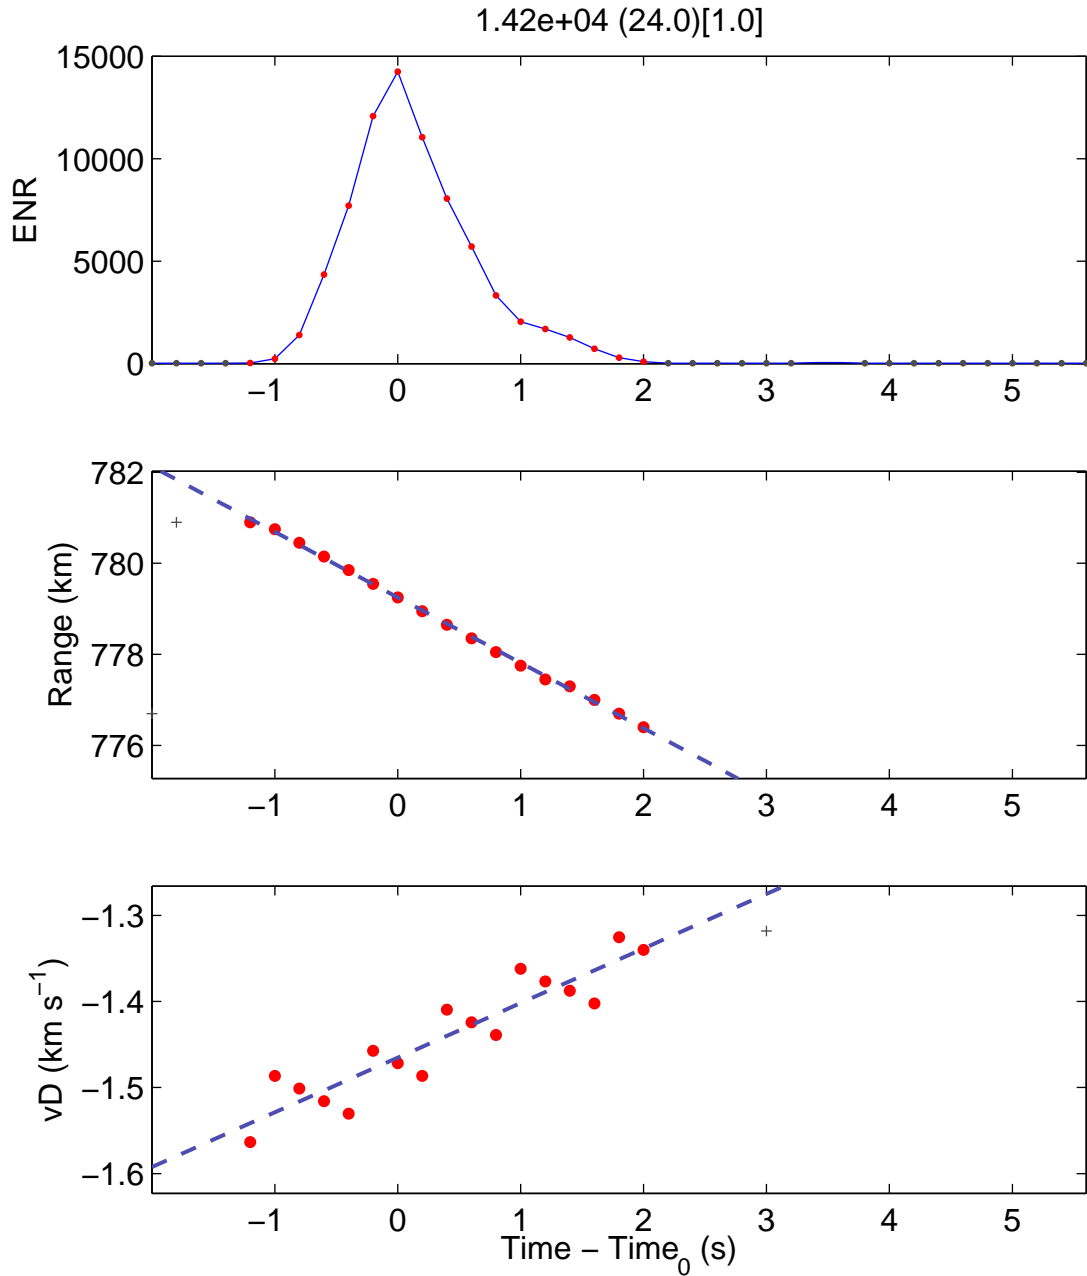 1.42e+04 (24.0)[1.0]
15000
10000
5000
0
ENR
−1 0 1 2 3 4 5
782
780
778
776
Range (km)
−1 0 1 2 3 4 5
−1.3
−1.4
−1.5
−1.6
vD (km s⁻¹)
−1 0 1 2 3 4 5
Time − Time₀ (s)